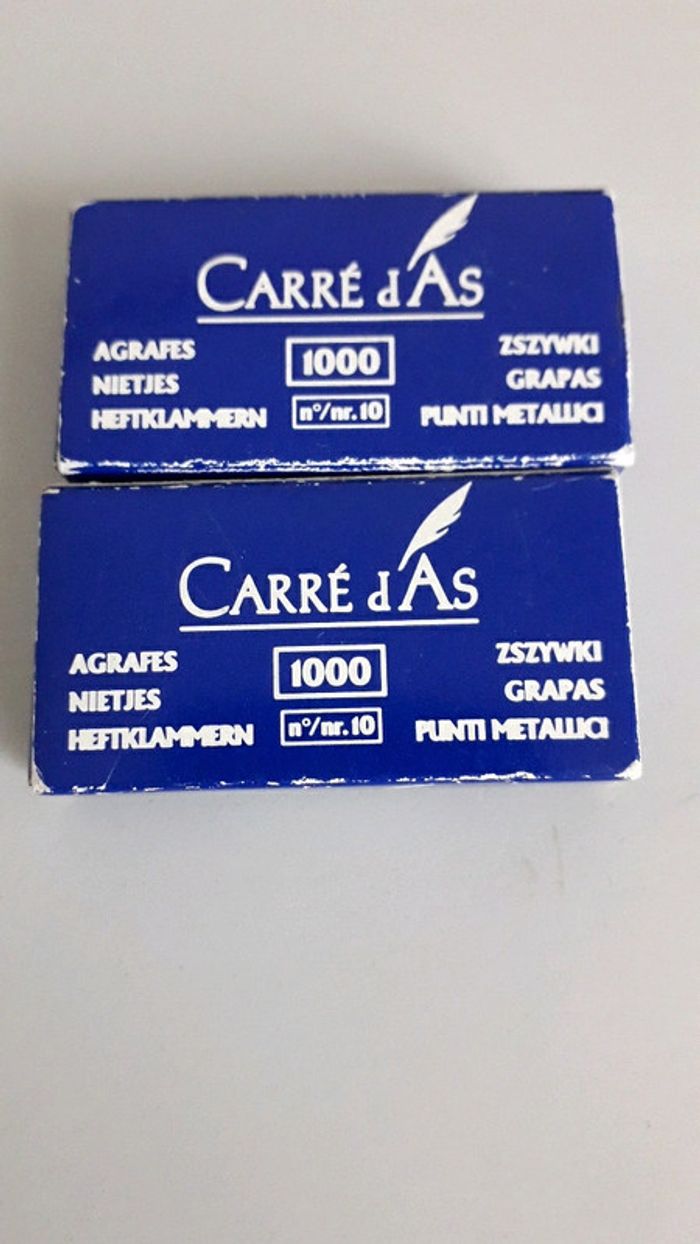 CARRÉ d'AS
AGRAFES
NIETJES
HEFTKLAMMERN
1000
n°/nr.10
ZSZYWKI
GRAPAS
PUNTI METALLICI
CARRÉ d'AS
AGRAFES
NIETJES
HEFTKLAMMERN
1000
n°/nr.10
ZSZYWKI
GRAPAS
PUNTI METALLICI